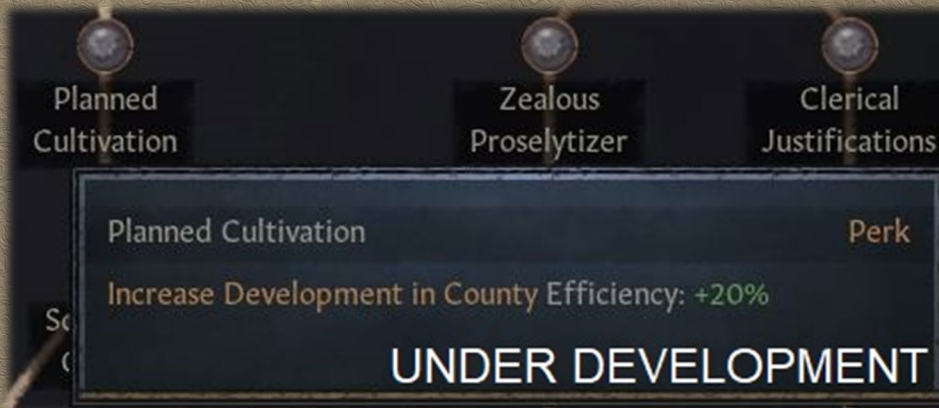 Planned
Cultivation
Zealous
Proselytizer
Clerical
Justifications
Planned Cultivation
Perk
Increase Development in County Efficiency: +20%
UNDER DEVELOPMENT